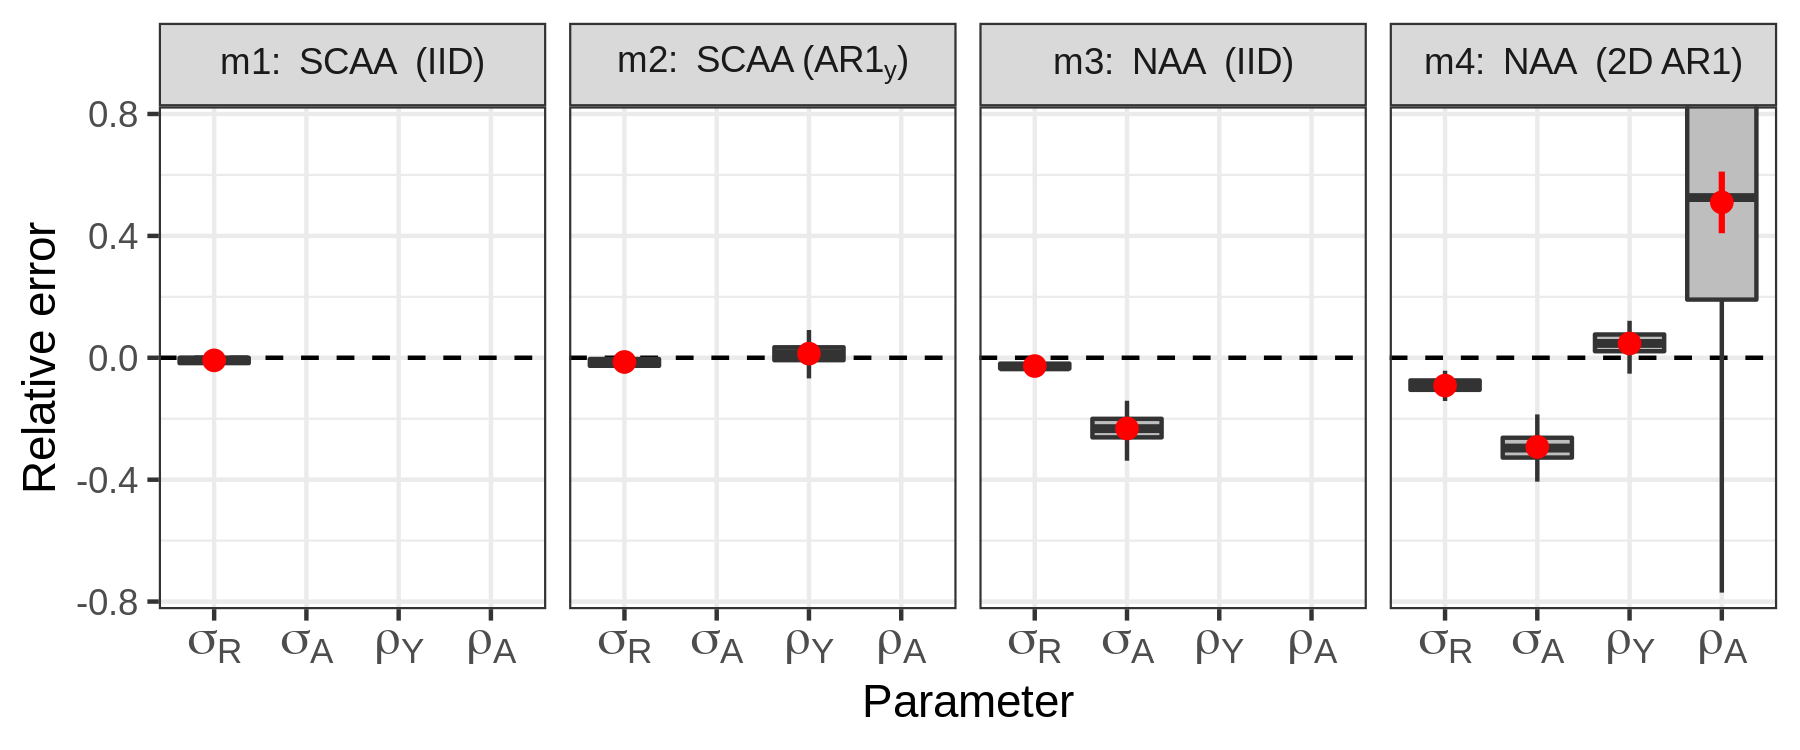 m1: SCAA (IID)
m2: SCAA (AR1y)
m3: NAA (IID)
m4: NAA (2D AR1)
Relative error
0.8
0.4
0.0
-0.4
-0.8
σR σA ρY ρA
σR σA ρY ρA
σR σA ρY ρA
σR σA ρY ρA
Parameter